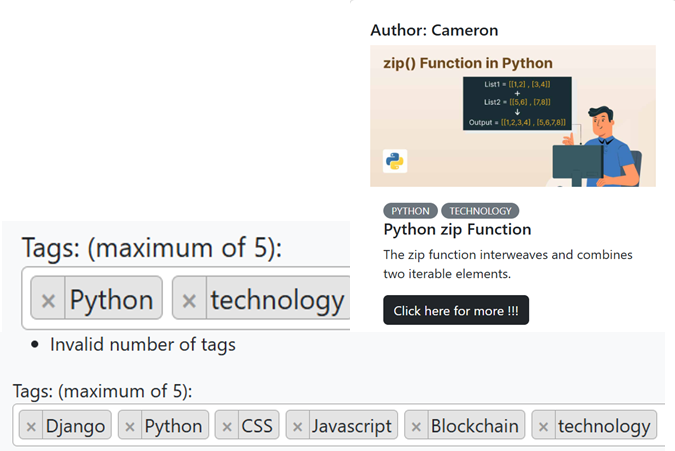 Author: Cameron
zip() Function in Python
List1 = [[1,2] , [3,4]]
+
List2 = [[5,6] , [7,8]]
↓
Output = [[1,2,3,4] , [5,6,7,8]]
PYTHON TECHNOLOGY
Python zip Function
The zip function interweaves and combines
two iterable elements.
Click here for more !!!
Tags: (maximum of 5):
× Python × technology
• Invalid number of tags
Tags: (maximum of 5):
× Django × Python × CSS × Javascript × Blockchain × technology